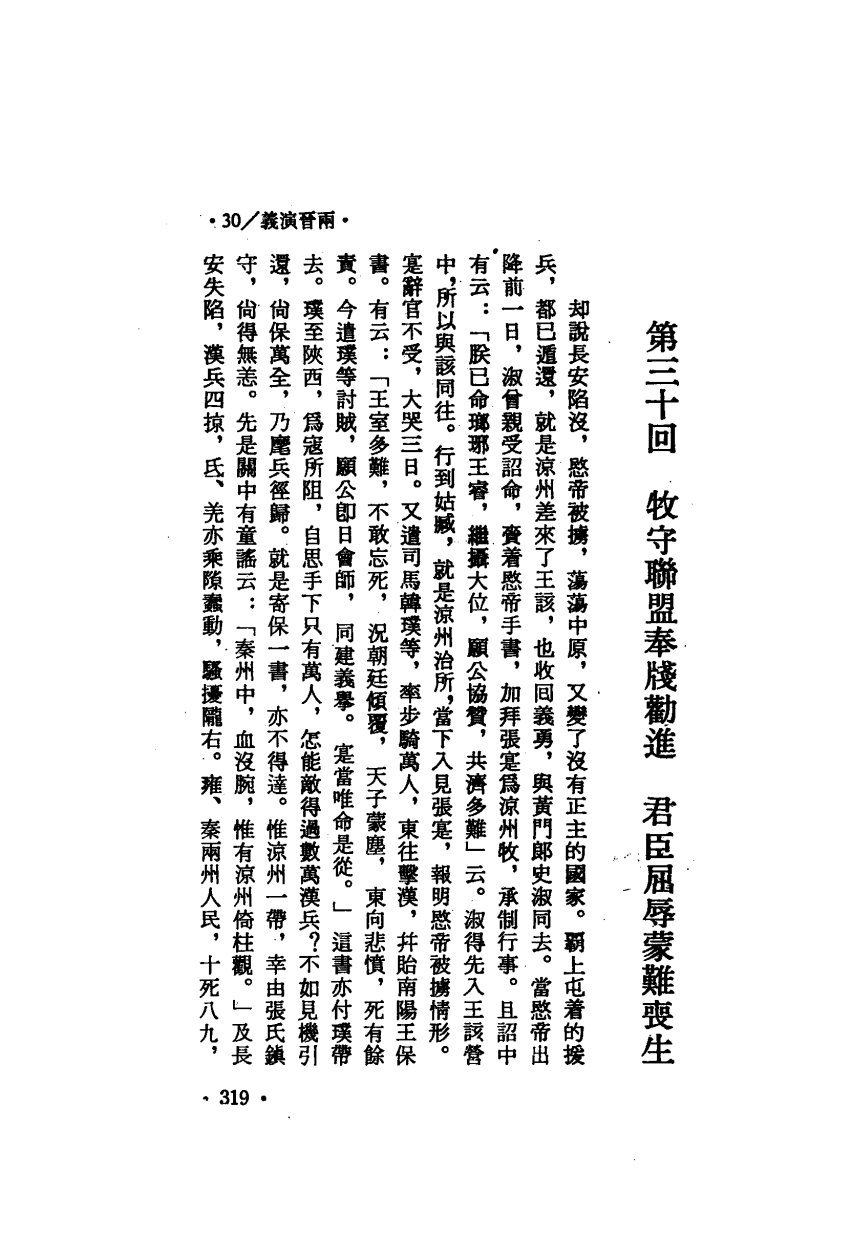 ·30/義演晉兩·
第三十回　牧守聯盟奉牋勸進　君臣屈辱蒙難喪生
却說長安陷沒，愍帝被擄，蕩蕩中原，又變了沒有正主的國家。霸上屯着的援
兵，都已遁還，就是涼州差來了王該，也收回義勇，與黃門郎史淑同去。當愍帝出
降前一日，淑曾親受詔命，賫着愍帝手書，加拜張寔爲涼州牧，承制行事。且詔中
有云：「朕已命瑯邪王睿，繼攝大位，願公協贊，共濟多難」云。淑得先入王該營
中，所以與該同往。行到姑臧，就是涼州治所，當下入見張寔，報明愍帝被擄情形。
寔辭官不受，大哭三日。又遣司馬韓璞等，率步騎萬人，東往擊漢，幷貽南陽王保
書。有云：「王室多難，不敢忘死，況朝廷傾覆，天子蒙塵，東向悲憤，死有餘
責。今遣璞等討賊，願公卽日會師，同建義舉。寔當唯命是從。」這書亦付璞帶
去。璞至陝西，爲寇所阻，自思手下只有萬人，怎能敵得過數萬漢兵？不如見機引
還，尙保萬全，乃麾兵徑歸。就是寄保一書，亦不得達。惟涼州一帶，幸由張氏鎮
守，尙得無恙。先是關中有童謠云：「秦州中，血沒腕，惟有涼州倚柱觀。」及長
安失陷，漢兵四掠，氐、羌亦乘隙蠢動，騷擾隴右。雍、秦兩州人民，十死八九，
·319·